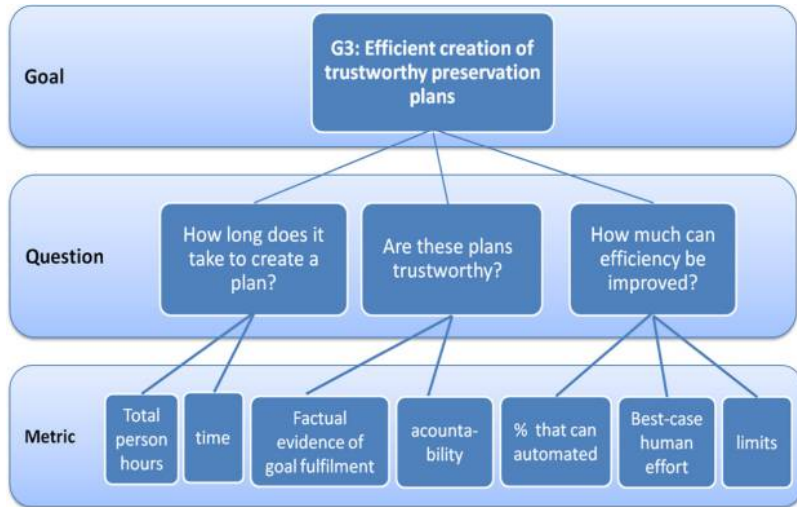 Goal
G3: Efficient creation of
trustworthy preservation
plans
Question
How long does it
take to create a
plan?
Are these plans
trustworthy?
How much can
efficiency be
improved?
Metric
Total
person
hours
time
Factual
evidence of
goal fulfilment
acounta-
bility
% that can
automated
Best-case
human
effort
limits